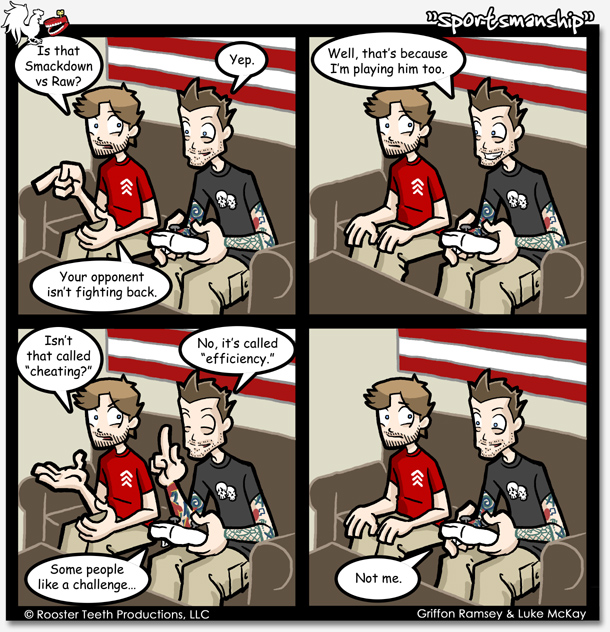 "sportsmanship"
Is that
Smackdown
vs Raw?
Yep.
Your opponent
isn't fighting back.
Well, that's because
I'm playing him too.
Isn't
that called
"cheating?"
No, it's called
"efficiency."
Some people
like a challenge...
Not me.
© Rooster Teeth Productions, LLC
Griffon Ramsey & Luke McKay